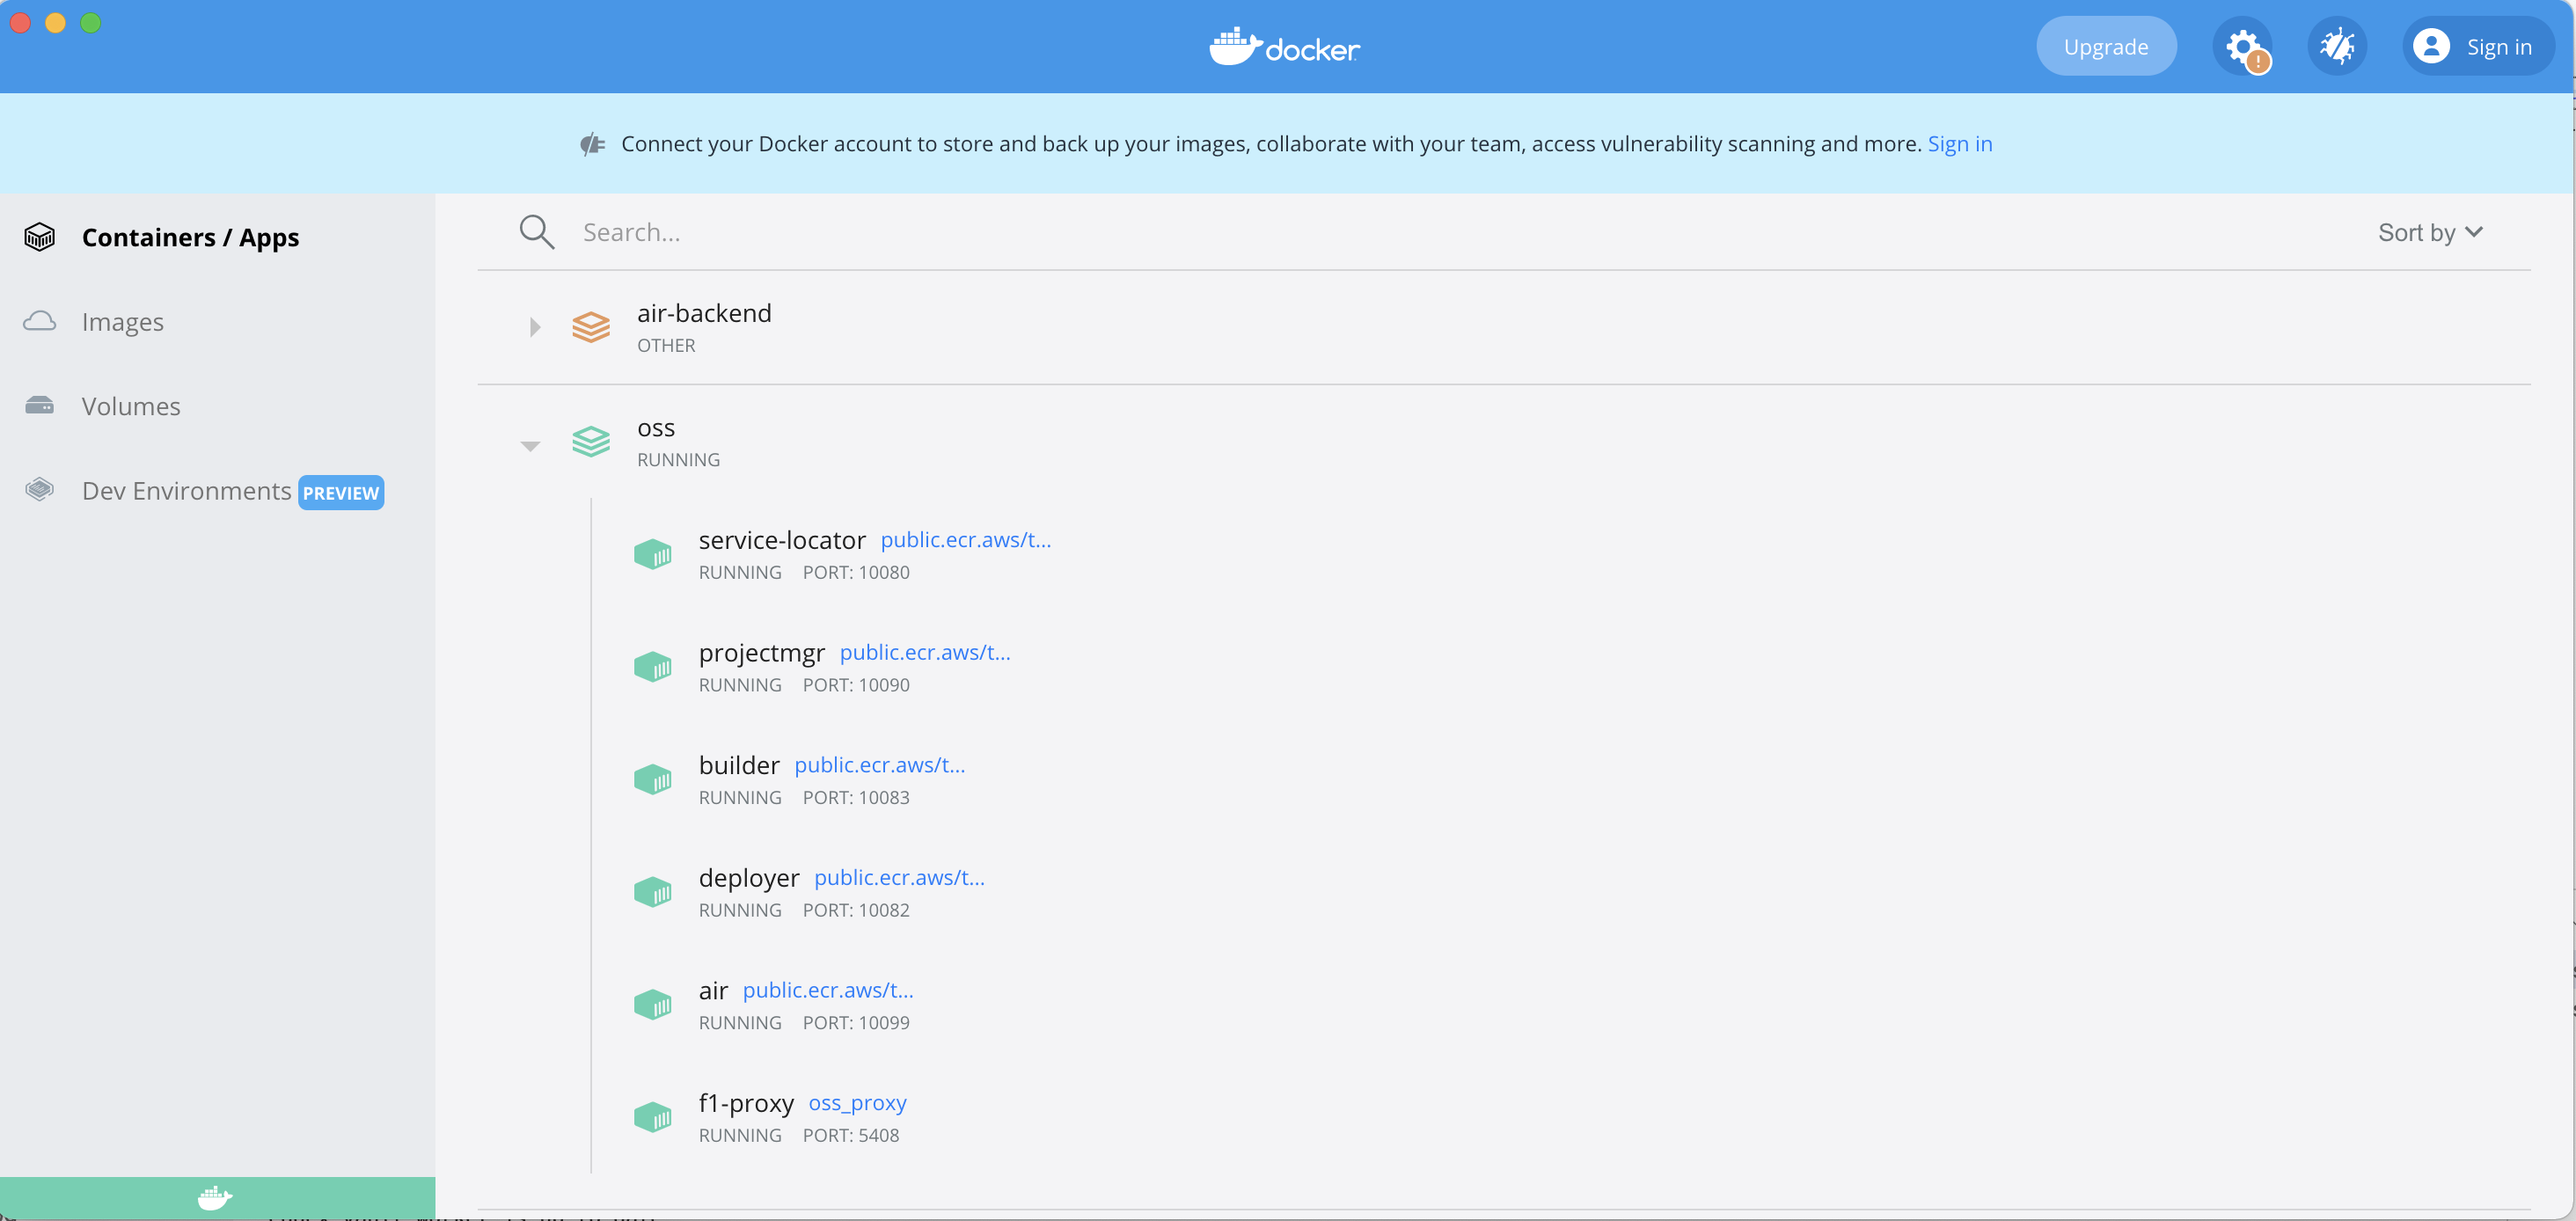 docker
Upgrade
Sign in
Connect your Docker account to store and back up your images, collaborate with your team, access vulnerability scanning and more. Sign in
Containers / Apps
Images
Volumes
Dev Environments PREVIEW
Search...
Sort by
air-backend
OTHER
oss
RUNNING
service-locator public.ecr.aws/t...
RUNNING PORT: 10080
projectmgr public.ecr.aws/t...
RUNNING PORT: 10090
builder public.ecr.aws/t...
RUNNING PORT: 10083
deployer public.ecr.aws/t...
RUNNING PORT: 10082
air public.ecr.aws/t...
RUNNING PORT: 10099
f1-proxy oss_proxy
RUNNING PORT: 5408